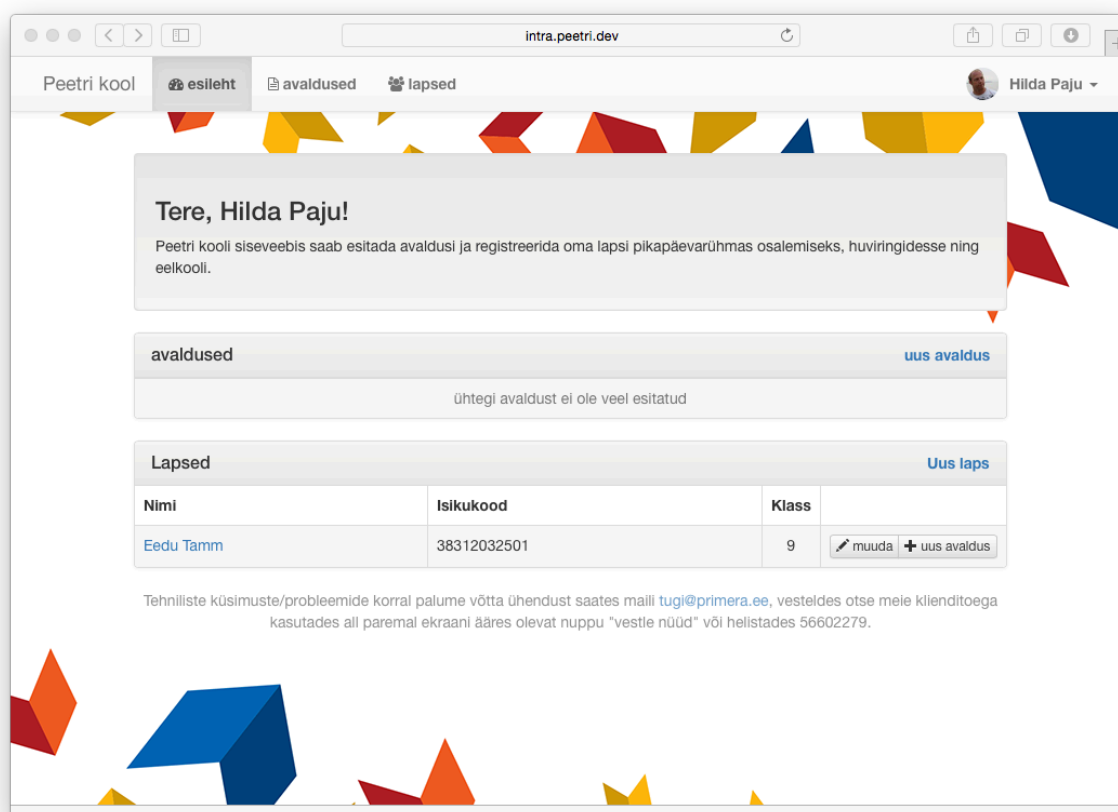 intra.peetri.dev
Peetri kool esileht avaldused lapsed Hilda Paju
Tere, Hilda Paju!
Peetri kooli siseveebis saab esitada avaldusi ja registreerida oma lapsi pikapäevarühmas osalemiseks, huviringidesse ning
eelkooli.
avaldused uus avaldus
ühtegi avaldust ei ole veel esitatud
Lapsed Uus laps
Nimi Isikukood Klass
Eedu Tamm 38312032501 9 muuda uus avaldus
Tehniliste küsimuste/probleemide korral palume võtta ühendust saates maili tugi@primera.ee, vesteldes otse meie klienditoega
kasutades all paremal ekraani ääres olevat nuppu "vestle nüüd" või helistades 56602279.